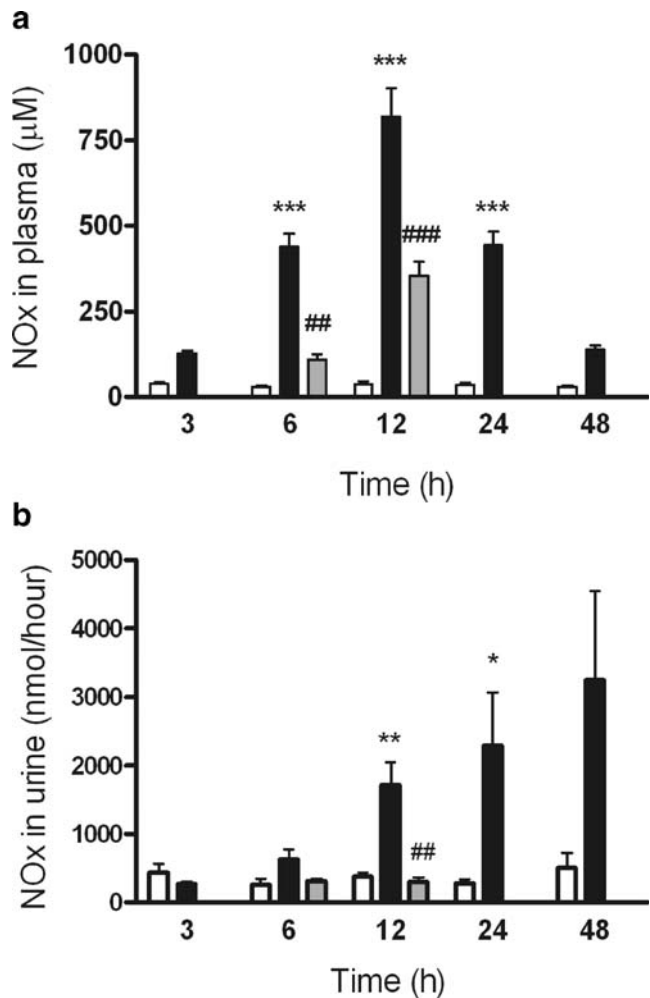 a
NOx in plasma (μM)
1000
750
500
250
0
***
***
***
##
###
3 6 12 24 48
Time (h)
b
NOx in urine (nmol/hour)
5000
4000
3000
2000
1000
0
*
**
##
3 6 12 24 48
Time (h)